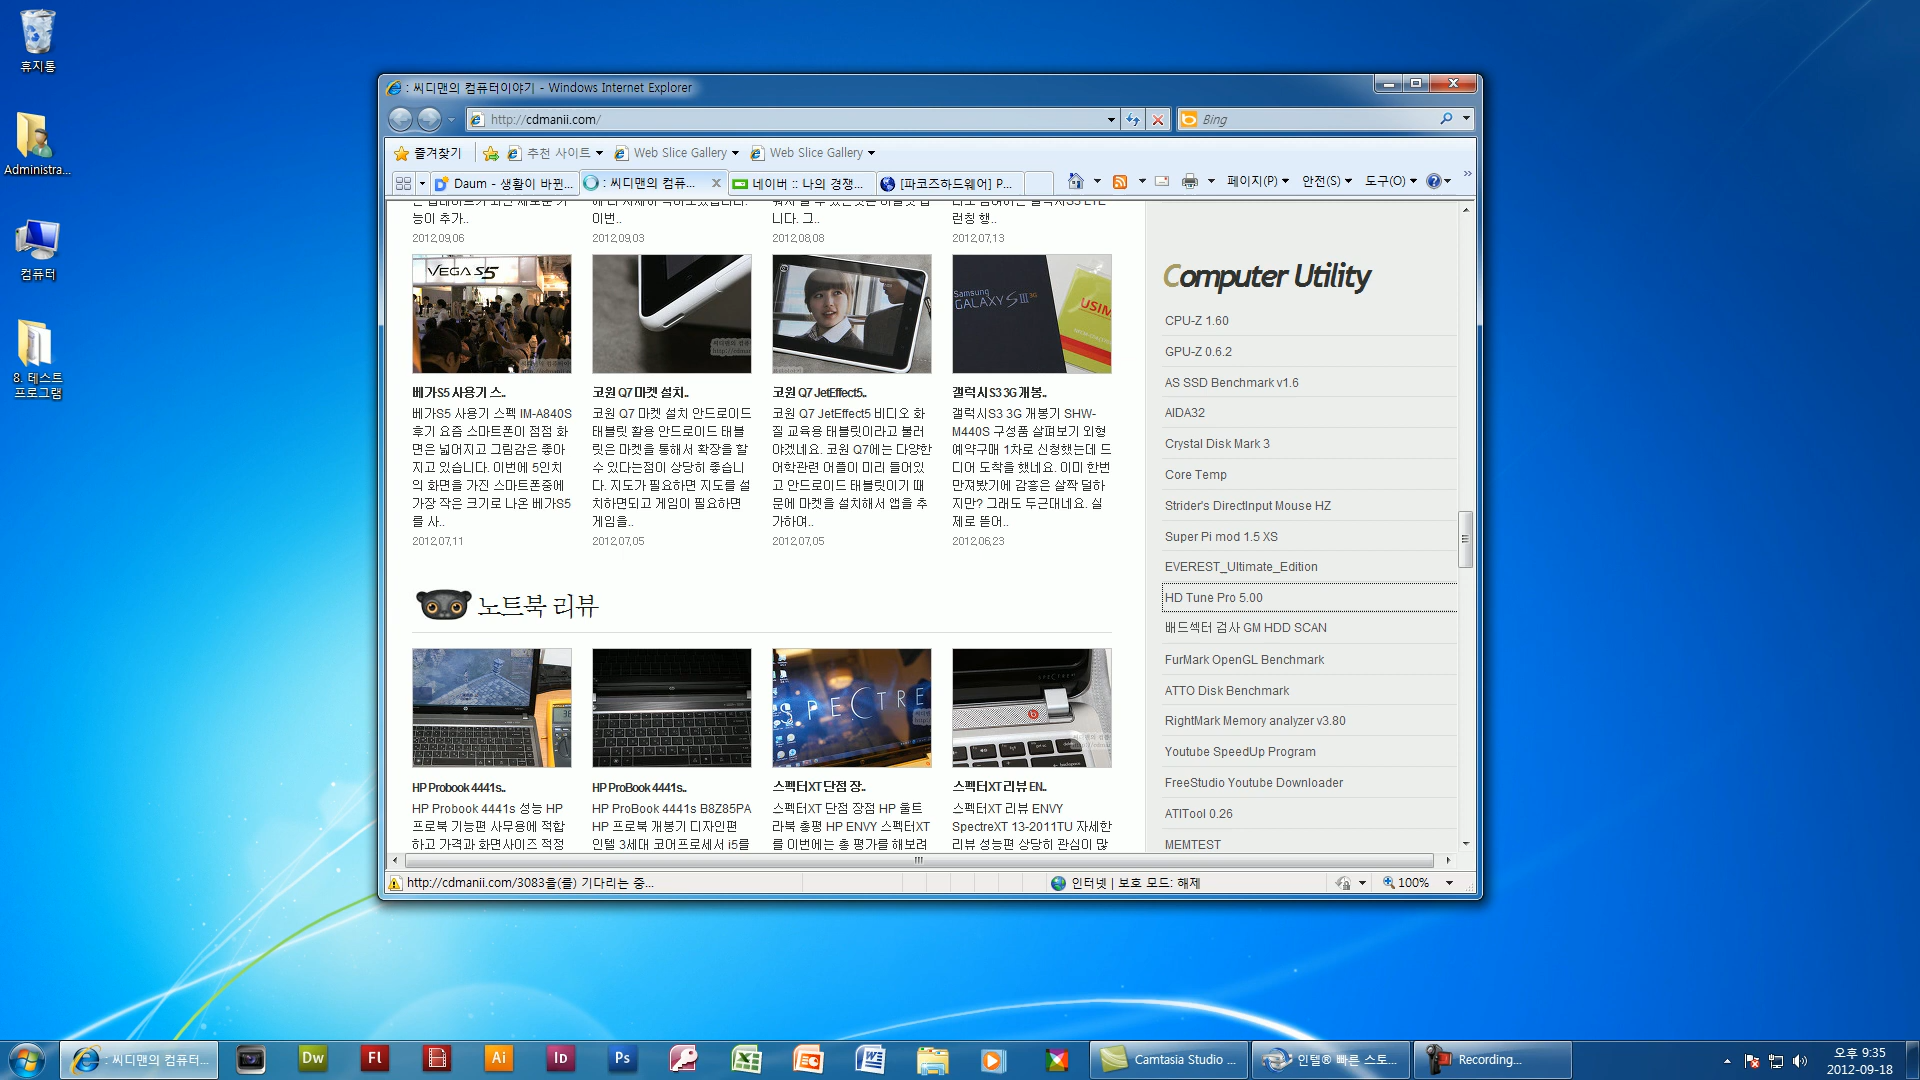 휴지통
Administra...
컴퓨터
8. 테스트
프로그램
: 씨디맨의 컴퓨터이야기 - Windows Internet Explorer
http://cdmanii.com/
Bing
즐겨찾기
추천 사이트
Web Slice Gallery
Web Slice Gallery
Daum - 생활이 바뀐...
: 씨디맨의 컴퓨...
네이버 :: 나의 경쟁...
[파코즈하드웨어] P...
페이지(P)
안전(S)
도구(O)
능이 추가..
2012.09.06
이번..
2012.09.03
니다. 그..
2012.08.08
런칭 행..
2012.07.13
VEGA S5
Samsung
GALAXY S III 3G
USIM
베가S5 사용기 스..
베가S5 사용기 스펙 IM-A840S
후기 요즘 스마트폰이 점점 화
면은 넓어지고 그림감은 좋아
지고 있습니다. 이번에 5인치
의 화면을 가진 스마트폰중에
가장 작은 크기로 나온 베가S5
를 사..
2012.07.11
코원 Q7 마켓 설치..
코원 Q7 마켓 설치 안드로이드
태블릿 활용 안드로이드 태블
릿은 마켓을 통해서 확장을 할
수 있다는점이 상당히 좋습니
다. 지도가 필요하면 지도를 설
치하면되고 게임이 필요하면
게임을..
2012.07.05
코원 Q7 JetEffect5..
코원 Q7 JetEffect5 비디오 화
질 교육용 태블릿이라고 불러
야겠네요. 코원 Q7에는 다양한
어학관련 어플이 미리 들어있
고 안드로이드 태블릿이기 때
문에 마켓을 설치해서 앱을 추
가하여..
2012.07.05
갤럭시S3 3G 개봉..
갤럭시S3 3G 개봉기 SHW-
M440S 구성품 살펴보기 외형
예약구매 1차로 신청했는데 드
디어 도착을 했네요. 이미 한번
만져봤기에 감흥은 살짝 덜하
지만? 그래도 두근대네요. 실
제로 뜯어..
2012.06.23
노트북 리뷰
SPECTRE
HP Probook 4441s..
HP Probook 4441s 성능 HP
프로북 기능편 사무용에 적합
하고 가격과 화면사이즈 적정
HP ProBook 4441s..
HP ProBook 4441s B8Z85PA
HP 프로북 개봉기 디자인편
인텔 3세대 코어프로세서 i5를
스펙터XT 단점 장..
스펙터XT 단점 장점 HP 울트
라북 총평 HP ENVY 스펙터XT
를 이번에는 총 평가를 해보려
스펙터XT 리뷰 EN..
스펙터XT 리뷰 ENVY
SpectreXT 13-2011TU 자세한
리뷰 성능편 상당히 관심이 많
Computer Utility
CPU-Z 1.60
GPU-Z 0.6.2
AS SSD Benchmark v1.6
AIDA32
Crystal Disk Mark 3
Core Temp
Strider's DirectInput Mouse HZ
Super Pi mod 1.5 XS
EVEREST_Ultimate_Edition
HD Tune Pro 5.00
배드섹터 검사 GM HDD SCAN
FurMark OpenGL Benchmark
ATTO Disk Benchmark
RightMark Memory analyzer v3.80
Youtube SpeedUp Program
FreeStudio Youtube Downloader
ATITool 0.26
MEMTEST
http://cdmanii.com/3083을(를) 기다리는 중...
인터넷 | 보호 모드: 해제
100%
: 씨디맨의 컴퓨터...
Dw
Fl
Ai
Id
Ps
Camtasia Studio ...
인텔® 빠른 스토...
Recording...
오후 9:35
2012-09-18